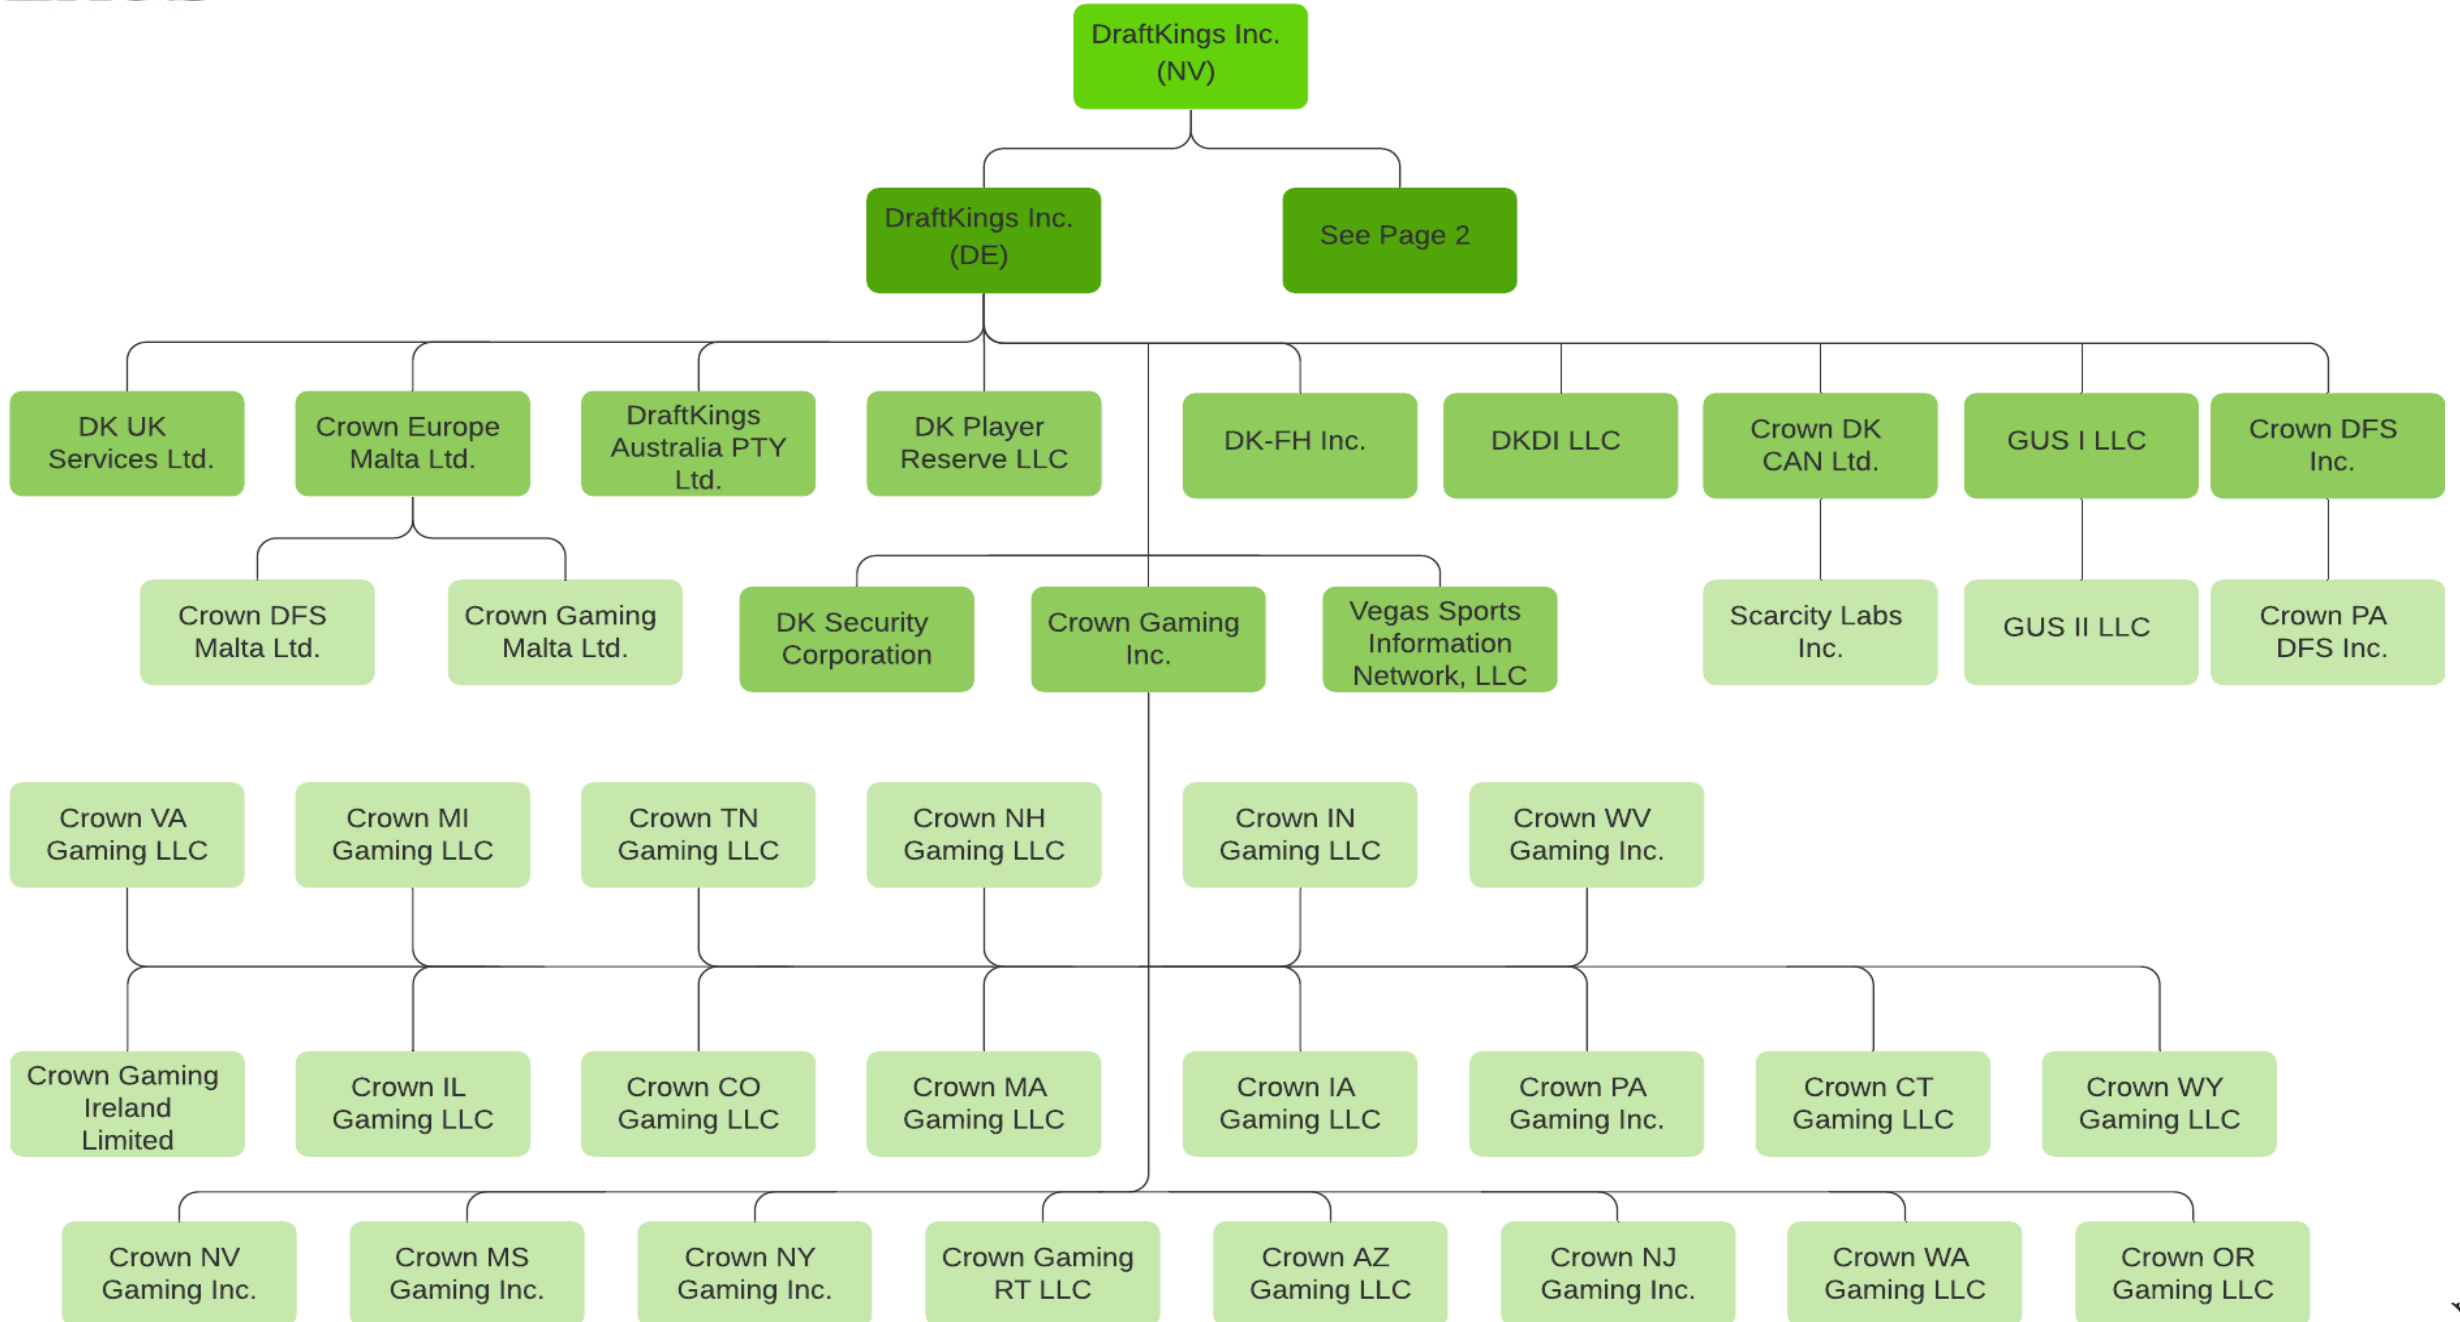 DraftKings Inc.
(NV)
DraftKings Inc.
(DE)
See Page 2
DK UK
Services Ltd.
Crown Europe
Malta Ltd.
DraftKings
Australia PTY
Ltd.
DK Player
Reserve LLC
DK-FH Inc.
DKDI LLC
Crown DK
CAN Ltd.
GUS I LLC
Crown DFS
Inc.
Crown DFS
Malta Ltd.
Crown Gaming
Malta Ltd.
DK Security
Corporation
Crown Gaming
Inc.
Vegas Sports
Information
Network, LLC
Scarcity Labs
Inc.
GUS II LLC
Crown PA
DFS Inc.
Crown VA
Gaming LLC
Crown MI
Gaming LLC
Crown TN
Gaming LLC
Crown NH
Gaming LLC
Crown IN
Gaming LLC
Crown WV
Gaming Inc.
Crown Gaming
Ireland
Limited
Crown IL
Gaming LLC
Crown CO
Gaming LLC
Crown MA
Gaming LLC
Crown IA
Gaming LLC
Crown PA
Gaming Inc.
Crown CT
Gaming LLC
Crown WY
Gaming LLC
Crown NV
Gaming Inc.
Crown MS
Gaming Inc.
Crown NY
Gaming Inc.
Crown Gaming
RT LLC
Crown AZ
Gaming LLC
Crown NJ
Gaming Inc.
Crown WA
Gaming LLC
Crown OR
Gaming LLC